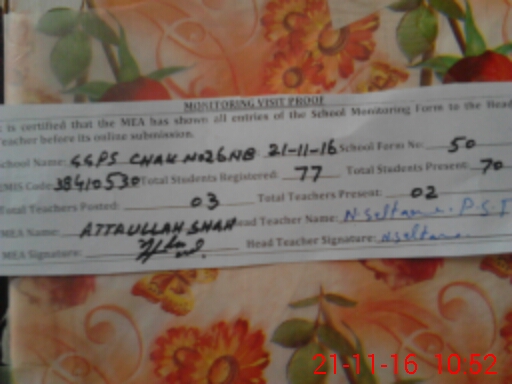 MONITORING VISIT PROOF
is certified that the MEA has shown all entries of the School Monitoring Form to the Head
Teacher before its online submission.
School Name: GGPS CHAK NO26NB 21-11-16 School Form No: 50
EMIS Code: 38410530 Total Students Registered: 77 Total Students Present: 70
Total Teachers Posted: 03 Total Teachers Present: 02
MEA Name: ATTAULLAH SHAH Head Teacher Name: P.S.T
MEA Signature: Head Teacher Signature:
21-11-16 10:52